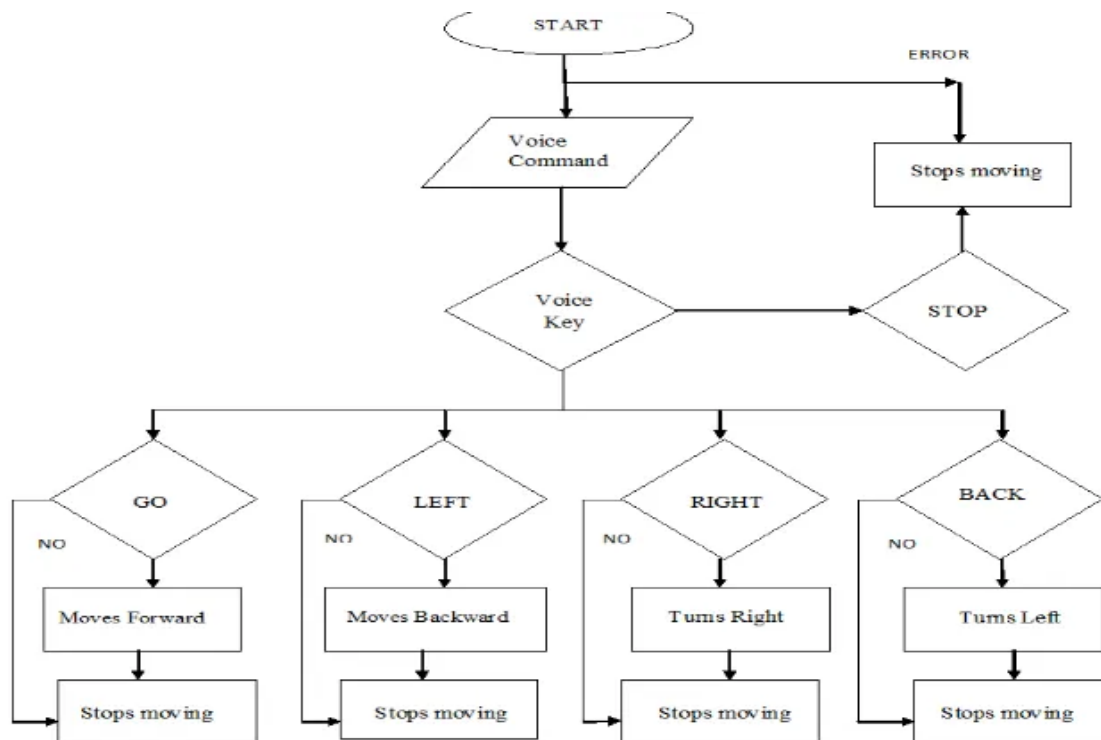 START
ERROR
Voice
Command
Stops moving
Voice
Key
STOP
GO
LEFT
RIGHT
BACK
NO
NO
NO
NO
Moves Forward
Moves Backward
Turns Right
Turns Left
Stops moving
Stops moving
Stops moving
Stops moving